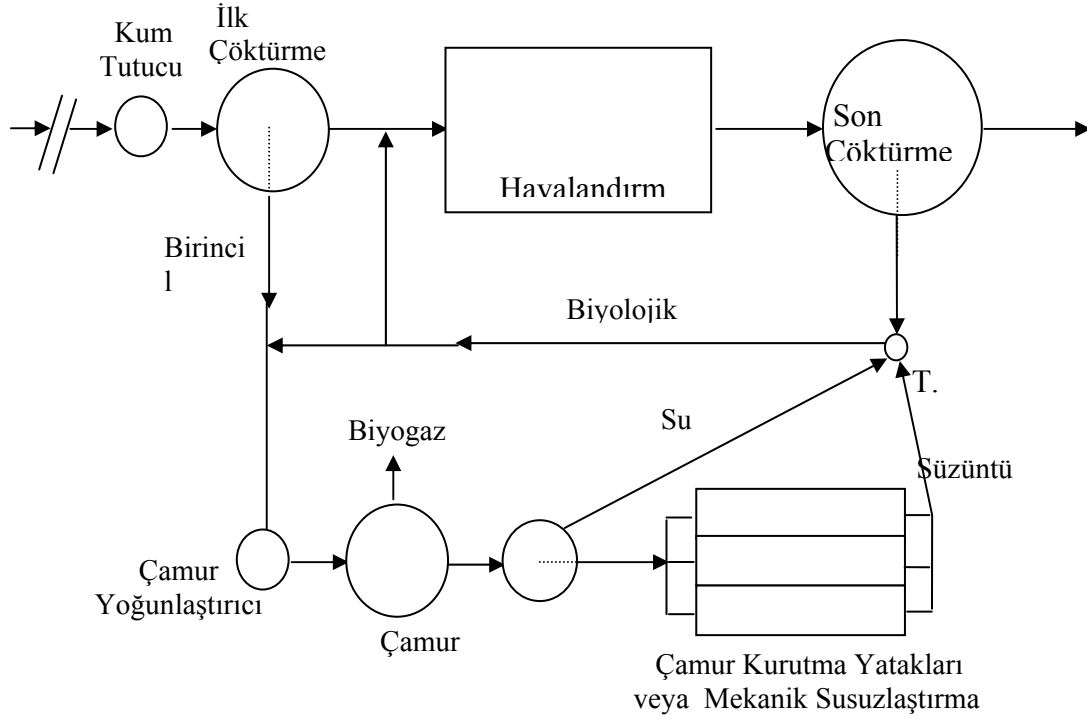 Kum
Tutucu
İlk
Çöktürme
Son
Çöktürme
Havalandırm
Birinci
l
Biyolojik
T.
Su
Biyogaz
Süzüntü
Çamur
Yoğunlaştırıcı
Çamur
Çamur Kurutma Yatakları
veya Mekanik Susuzlaştırma